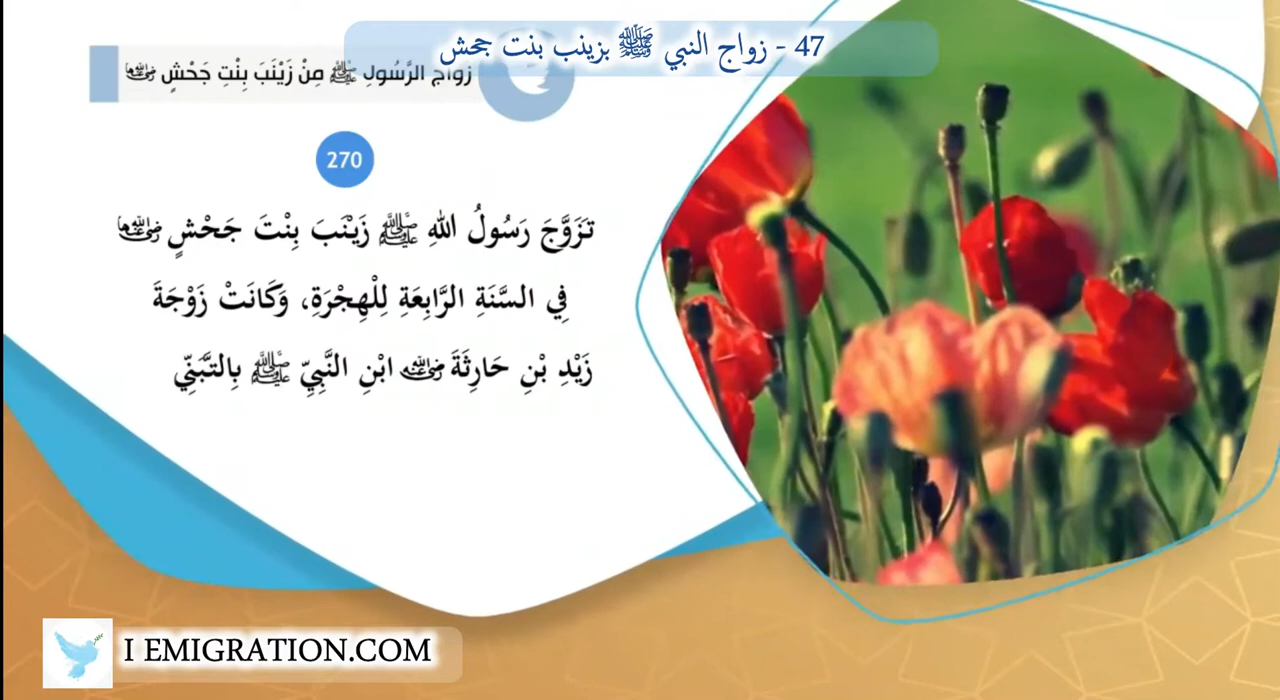 47 - زواج النبي ﷺ بزينب بنت جحش
زواج الرَّسُولِ ﷺ مِنْ زَيْنَبَ بِنْتِ جَحْشٍ رضي الله عنها
270
تَزَوَّجَ رَسُولُ اللهِ ﷺ زَيْنَبَ بِنْتَ جَحْشٍ رضي الله عنها
فِي السَّنَةِ الرَّابِعَةِ لِلْهِجْرَةِ، وَكَانَتْ زَوْجَةَ
زَيْدِ بْنِ حَارِثَةَ رضي الله عنه ابْنِ النَّبِيِّ ﷺ بِالتَّبَنِّي
I EMIGRATION.COM